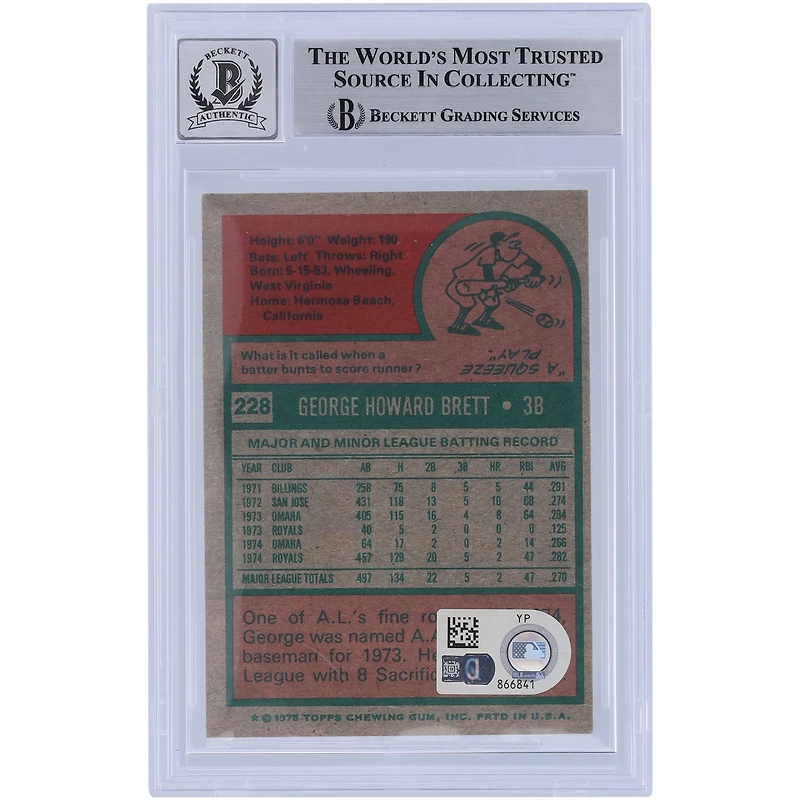 BECKETT
B
AUTHENTIC
THE WORLD'S MOST TRUSTED
SOURCE IN COLLECTING™
B BECKETT GRADING SERVICES
Height: 6'0" Weight: 190
Bats: Left Throws: Right
Born: 5-15-53, Wheeling,
West Virginia
Home: Hermosa Beach,
California
What is it called when a
batter bunts to score runner?
"A SQUEEZE
PLAY".
228 GEORGE HOWARD BRETT • 3B
MAJOR AND MINOR LEAGUE BATTING RECORD
YEAR CLUB AB H 2B 3B HR RBI AVG
1971 BILLINGS 258 75 8 5 5 44 .291
1972 SAN JOSE 431 118 13 5 10 68 .274
1973 OMAHA 405 115 16 4 8 64 .284
1973 ROYALS 40 5 2 0 0 0 .125
1974 OMAHA 64 17 2 0 2 14 .266
1974 ROYALS 457 129 20 5 2 47 .282
MAJOR LEAGUE TOTALS 497 134 22 5 2 47 .270
One of A.L.'s fine ro 74,
George was named A.A
baseman for 1973. He
League with 8 Sacrific
YP
866841
★ © 1975 TOPPS CHEWING GUM, INC. PRTD IN U.S.A.